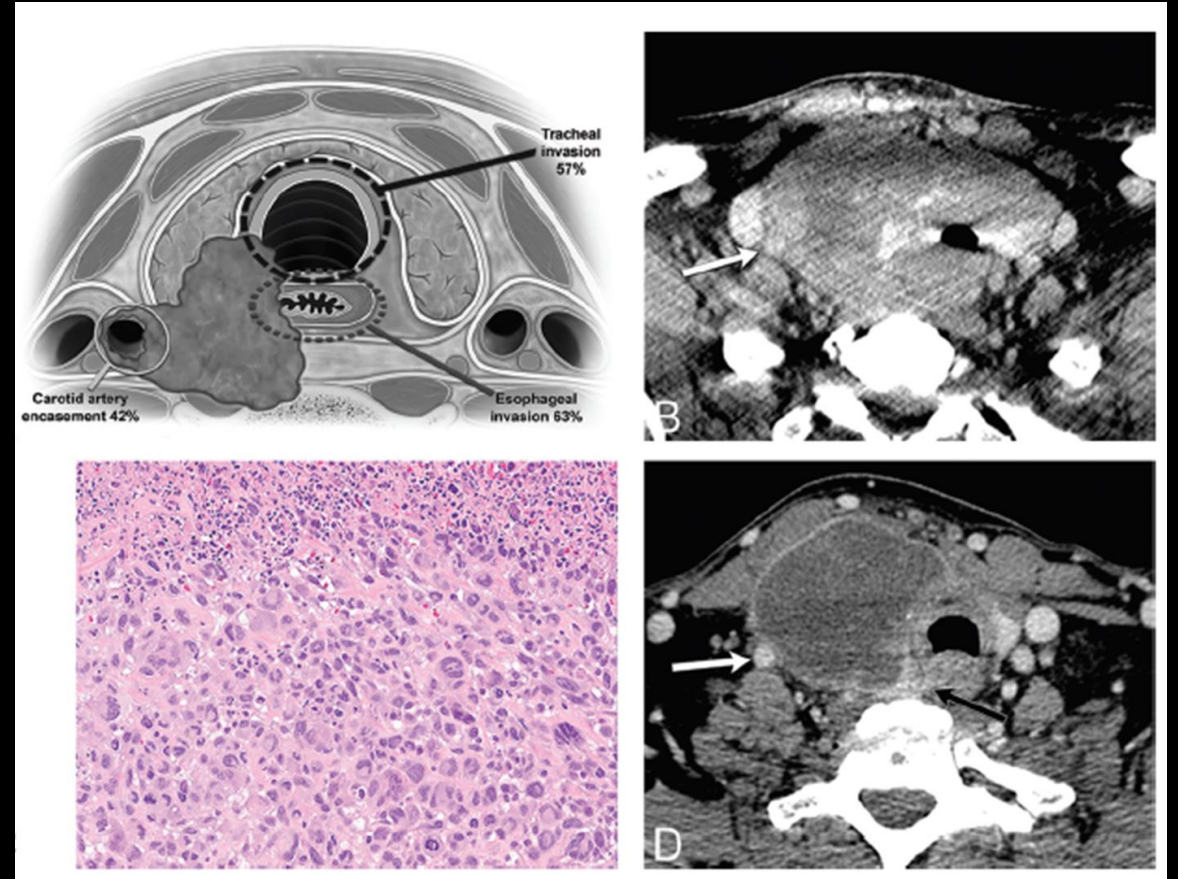 Tracheal
invasion
57%
Carotid artery
encasement 42%
Esophageal
invasion 63%
B
D